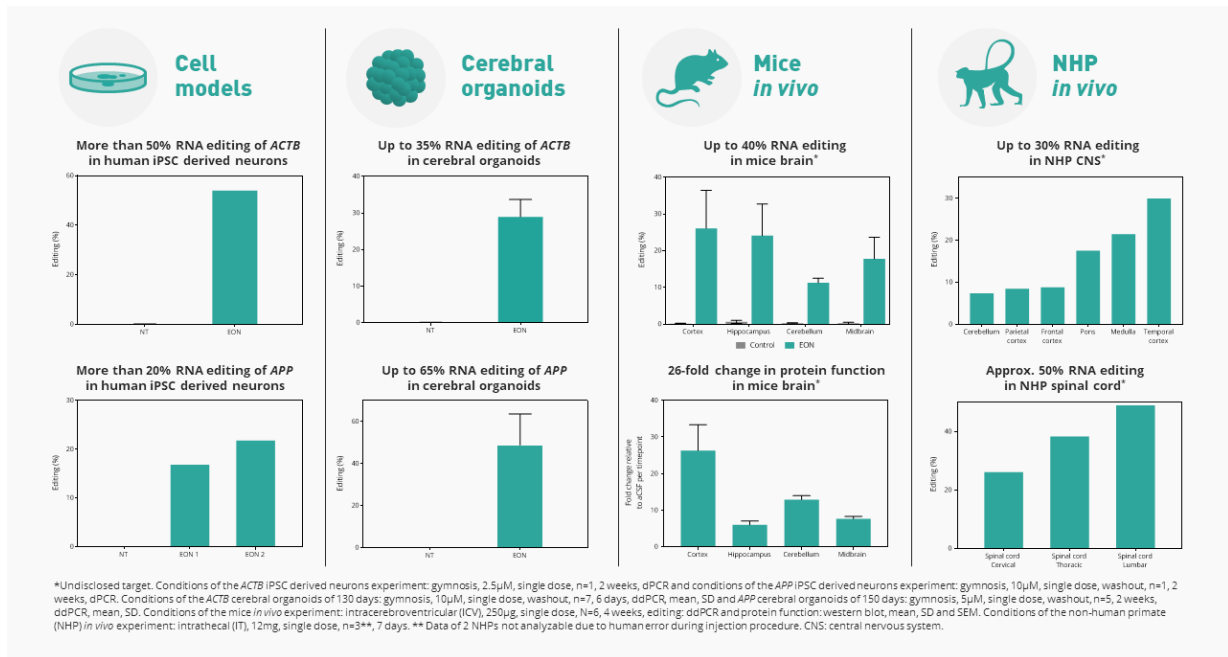 Cell
models
More than 50% RNA editing of ACTB
in human iPSC derived neurons
60
40
20
0
Editing (%)
NT
EON
More than 20% RNA editing of APP
in human iPSC derived neurons
30
20
10
0
Editing (%)
NT
EON 1
EON 2
Cerebral
organoids
Up to 35% RNA editing of ACTB
in cerebral organoids
40
30
20
10
0
Editing (%)
NT
EON
Up to 65% RNA editing of APP
in cerebral organoids
60
40
20
0
Editing (%)
NT
EON
Mice
in vivo
Up to 40% RNA editing
in mice brain*
40
30
20
10
0
Editing (%)
Cortex
Hippocampus
Cerebellum
Midbrain
Control
EON
26-fold change in protein function
in mice brain*
40
30
20
10
0
Fold change relative
to aCSF per timepoint
Cortex
Hippocampus
Cerebellum
Midbrain
NHP
in vivo
Up to 30% RNA editing
in NHP CNS*
30
20
10
0
Editing (%)
Cerebellum
Parietal
cortex
Frontal
cortex
Pons
Medulla
Temporal
cortex
Approx. 50% RNA editing
in NHP spinal cord*
40
20
0
Editing (%)
Spinal cord
Cervical
Spinal cord
Thoracic
Spinal cord
Lumbar
*Undisclosed target. Conditions of the ACTB iPSC derived neurons experiment: gymnosis, 2.5µM, single dose, n=1, 2 weeks, dPCR and conditions of the APP iPSC derived neurons experiment: gymnosis, 10µM, single dose, washout, n=1, 2
weeks, dPCR. Conditions of the ACTB cerebral organoids of 130 days: gymnosis, 10µM, single dose, washout, n=7, 6 days, ddPCR, mean, SD and APP cerebral organoids of 150 days: gymnosis, 5µM, single dose, washout, n=5, 2 weeks,
ddPCR, mean, SD. Conditions of the mice in vivo experiment: intracerebroventricular (ICV), 250µg, single dose, N=6, 4 weeks, editing: ddPCR and protein function: western blot, mean, SD and SEM. Conditions of the non-human primate
(NHP) in vivo experiment: intrathecal (IT), 12mg, single dose, n=3**, 7 days. ** Data of 2 NHPs not analyzable due to human error during injection procedure. CNS: central nervous system.